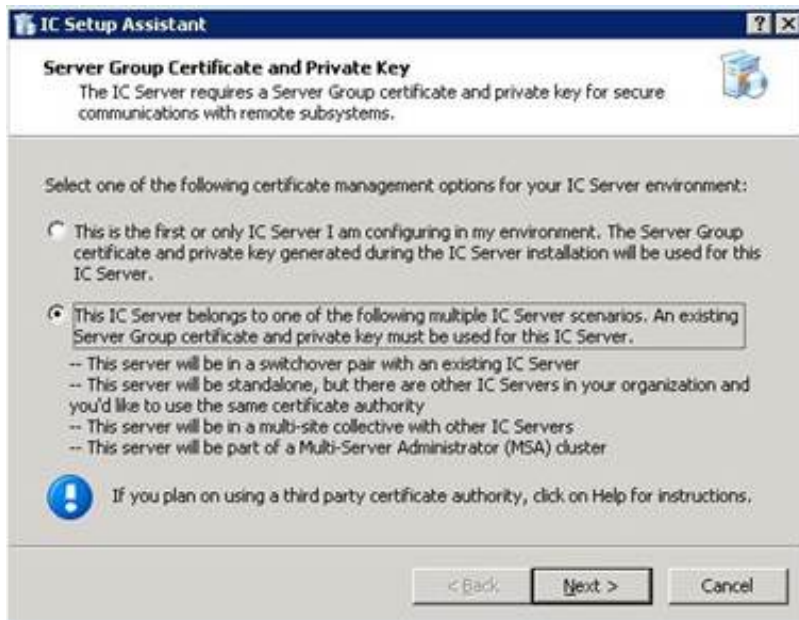 IC Setup Assistant
Server Group Certificate and Private Key
The IC Server requires a Server Group certificate and private key for secure
communications with remote subsystems.
Select one of the following certificate management options for your IC Server environment:
This is the first or only IC Server I am configuring in my environment. The Server Group
certificate and private key generated during the IC Server installation will be used for this
IC Server.
This IC Server belongs to one of the following multiple IC Server scenarios. An existing
Server Group certificate and private key must be used for this IC Server.
-- This server will be in a switchover pair with an existing IC Server
-- This server will be standalone, but there are other IC Servers in your organization and
you'd like to use the same certificate authority
-- This server will be in a multi-site collective with other IC Servers
-- This server will be part of a Multi-Server Administrator (MSA) cluster
If you plan on using a third party certificate authority, click on Help for instructions.
< Back Next > Cancel